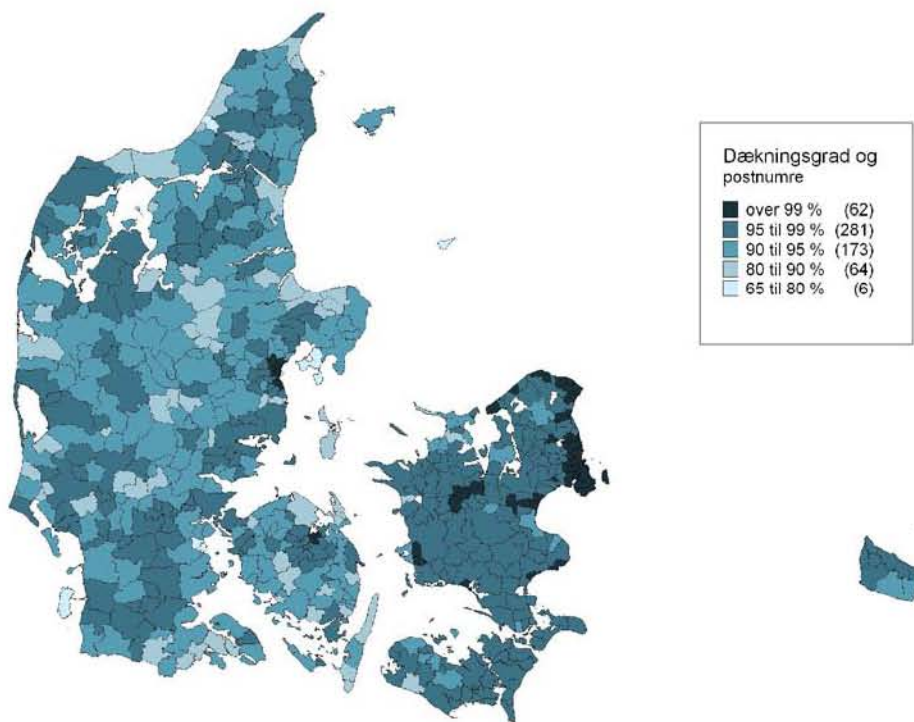 Dækningsgrad og
postnumre
over 99 % (62)
95 til 99 % (281)
90 til 95 % (173)
80 til 90 % (64)
65 til 80 % (6)